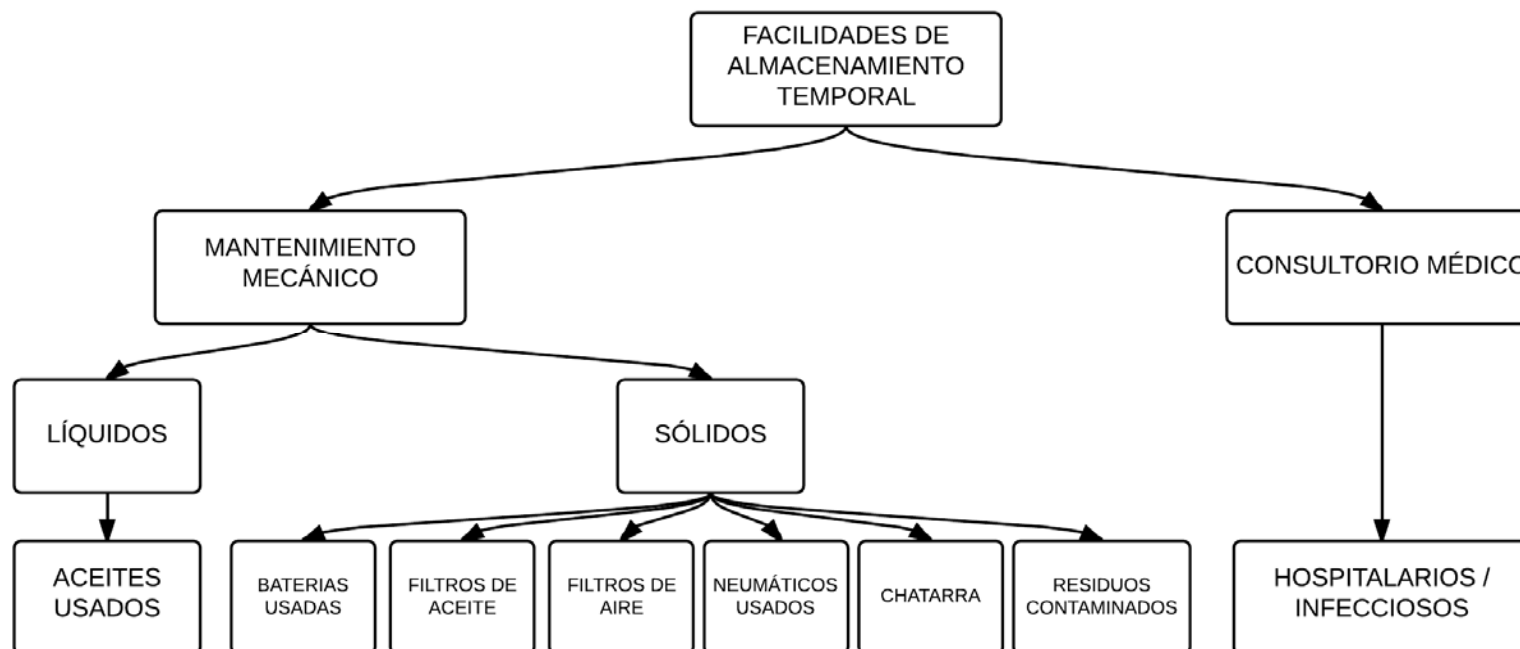 FACILIDADES DE
ALMACENAMIENTO
TEMPORAL
MANTENIMIENTO
MECÁNICO
CONSULTORIO MÉDICO
LÍQUIDOS
SÓLIDOS
ACEITES
USADOS
BATERIAS
USADAS
FILTROS DE
ACEITE
FILTROS DE
AIRE
NEUMÁTICOS
USADOS
CHATARRA
RESIDUOS
CONTAMINADOS
HOSPITALARIOS /
INFECCIOSOS